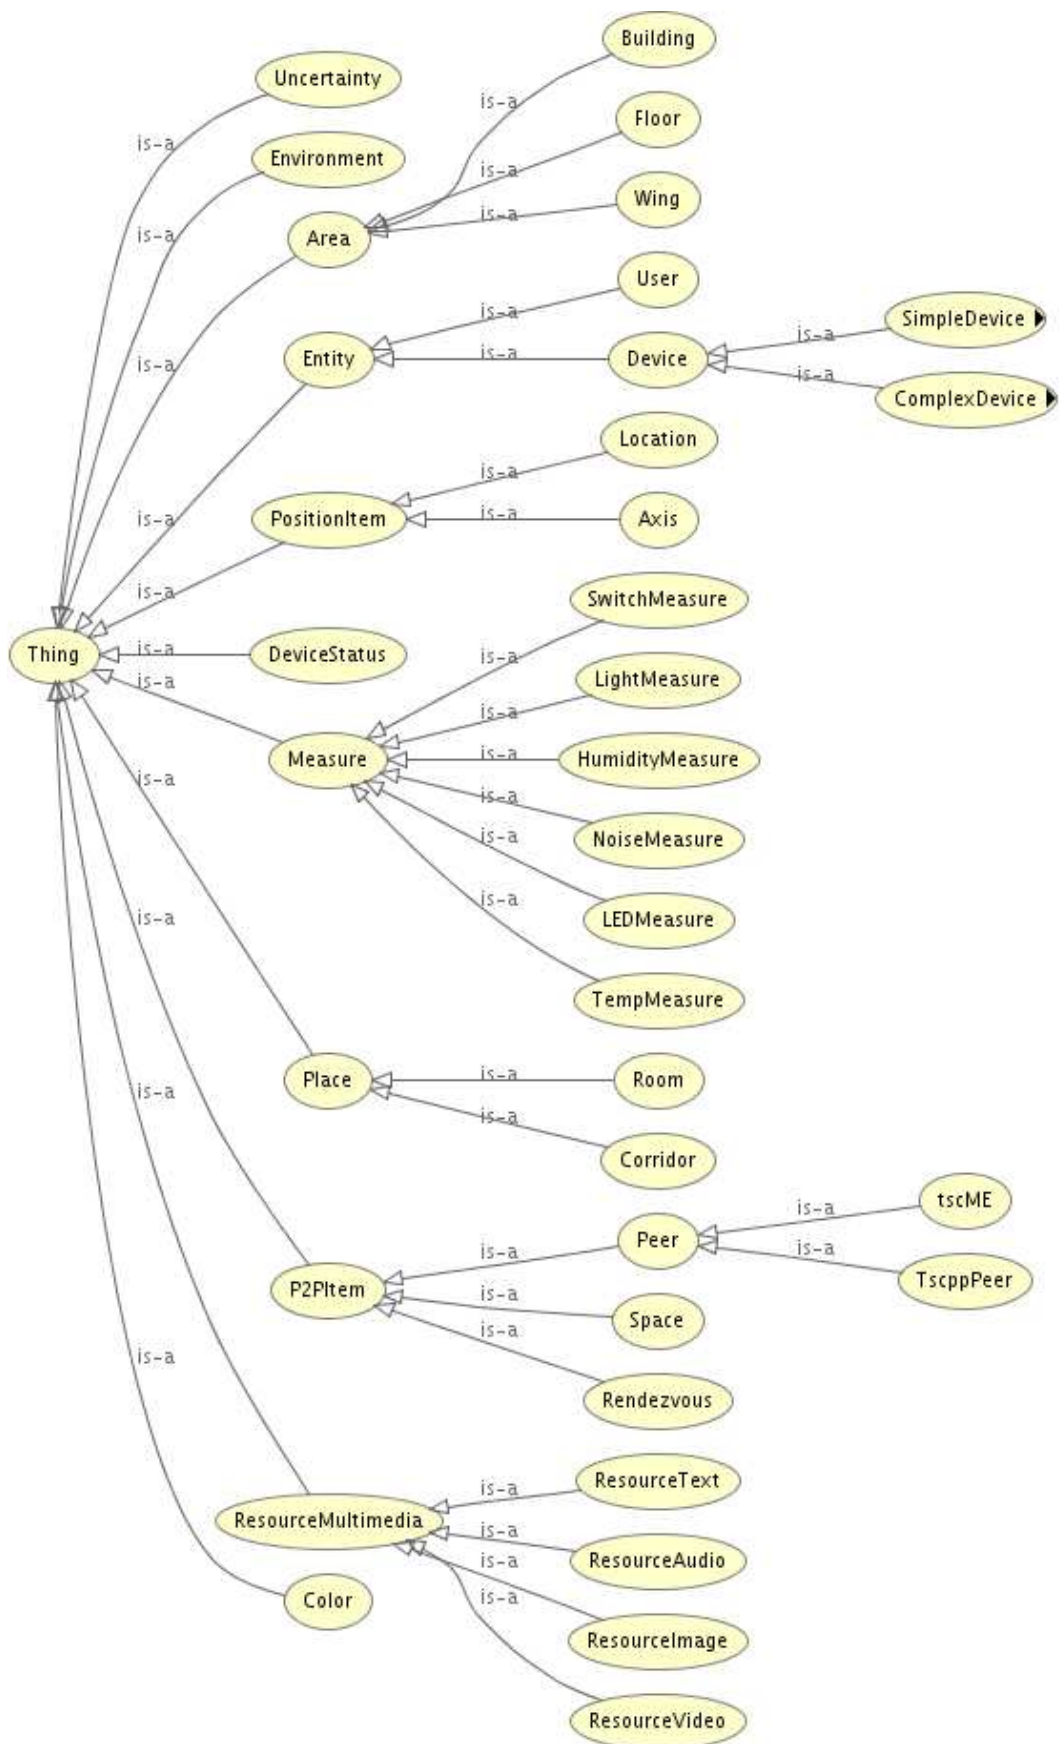 Building
Uncertainty
is-a
Floor
is-a
Environment
is-a
Wing
is-a
is-a
Area
User
is-a
SimpleDevice
is-a
Entity
is-a
Device
is-a
is-a
ComplexDevice
Location
is-a
PositionItem
is-a
Axis
is-a
SwitchMeasure
is-a
Thing
is-a
DeviceStatus
is-a
is-a
LightMeasure
is-a
Measure
is-a
HumidityMeasure
is-a
is-a
NoiseMeasure
is-a
is-a
LEDMeasure
is-a
TempMeasure
Place
is-a
Room
is-a
Corridor
is-a
tscME
is-a
Peer
is-a
TscppPeer
P2PItem
is-a
Space
is-a
is-a
Rendezvous
ResourceText
is-a
ResourceMultimedia
is-a
ResourceAudio
is-a
Color
is-a
ResourceImage
ResourceVideo